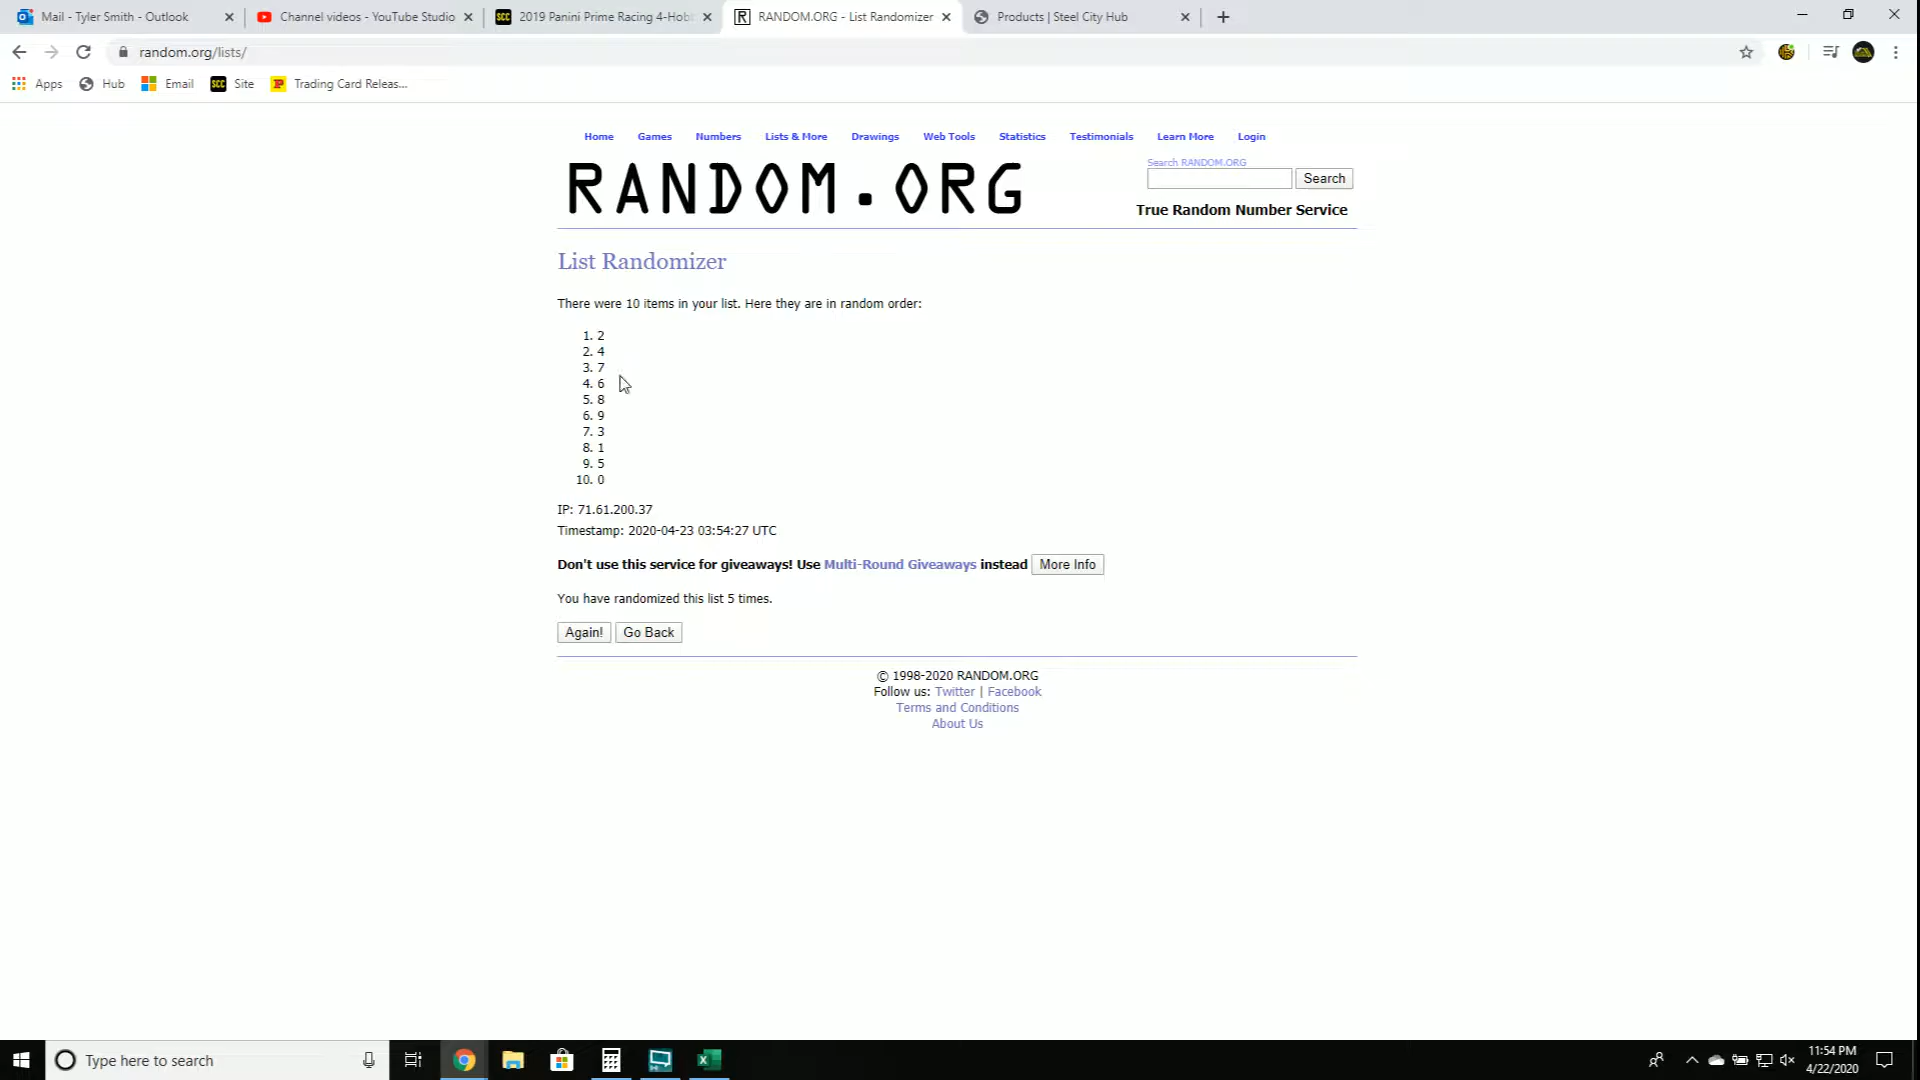 Mail - Tyler Smith - Outlook
Channel videos - YouTube Studio
SCC 2019 Panini Prime Racing 4-Hob
R RANDOM.ORG - List Randomizer
Products | Steel City Hub
random.org/lists/
Apps
Hub
Email
SCC Site
Trading Card Releas...
Home Games Numbers Lists & More Drawings Web Tools Statistics Testimonials Learn More Login
RANDOM.ORG
Search RANDOM.ORG
Search
True Random Number Service
List Randomizer
There were 10 items in your list. Here they are in random order:
1. 2
2. 4
3. 7
4. 6
5. 8
6. 9
7. 3
8. 1
9. 5
10. 0
IP: 71.61.200.37
Timestamp: 2020-04-23 03:54:27 UTC
Don't use this service for giveaways! Use Multi-Round Giveaways instead More Info
You have randomized this list 5 times.
Again! Go Back
© 1998-2020 RANDOM.ORG
Follow us: Twitter | Facebook
Terms and Conditions
About Us
Type here to search
11:54 PM
4/22/2020